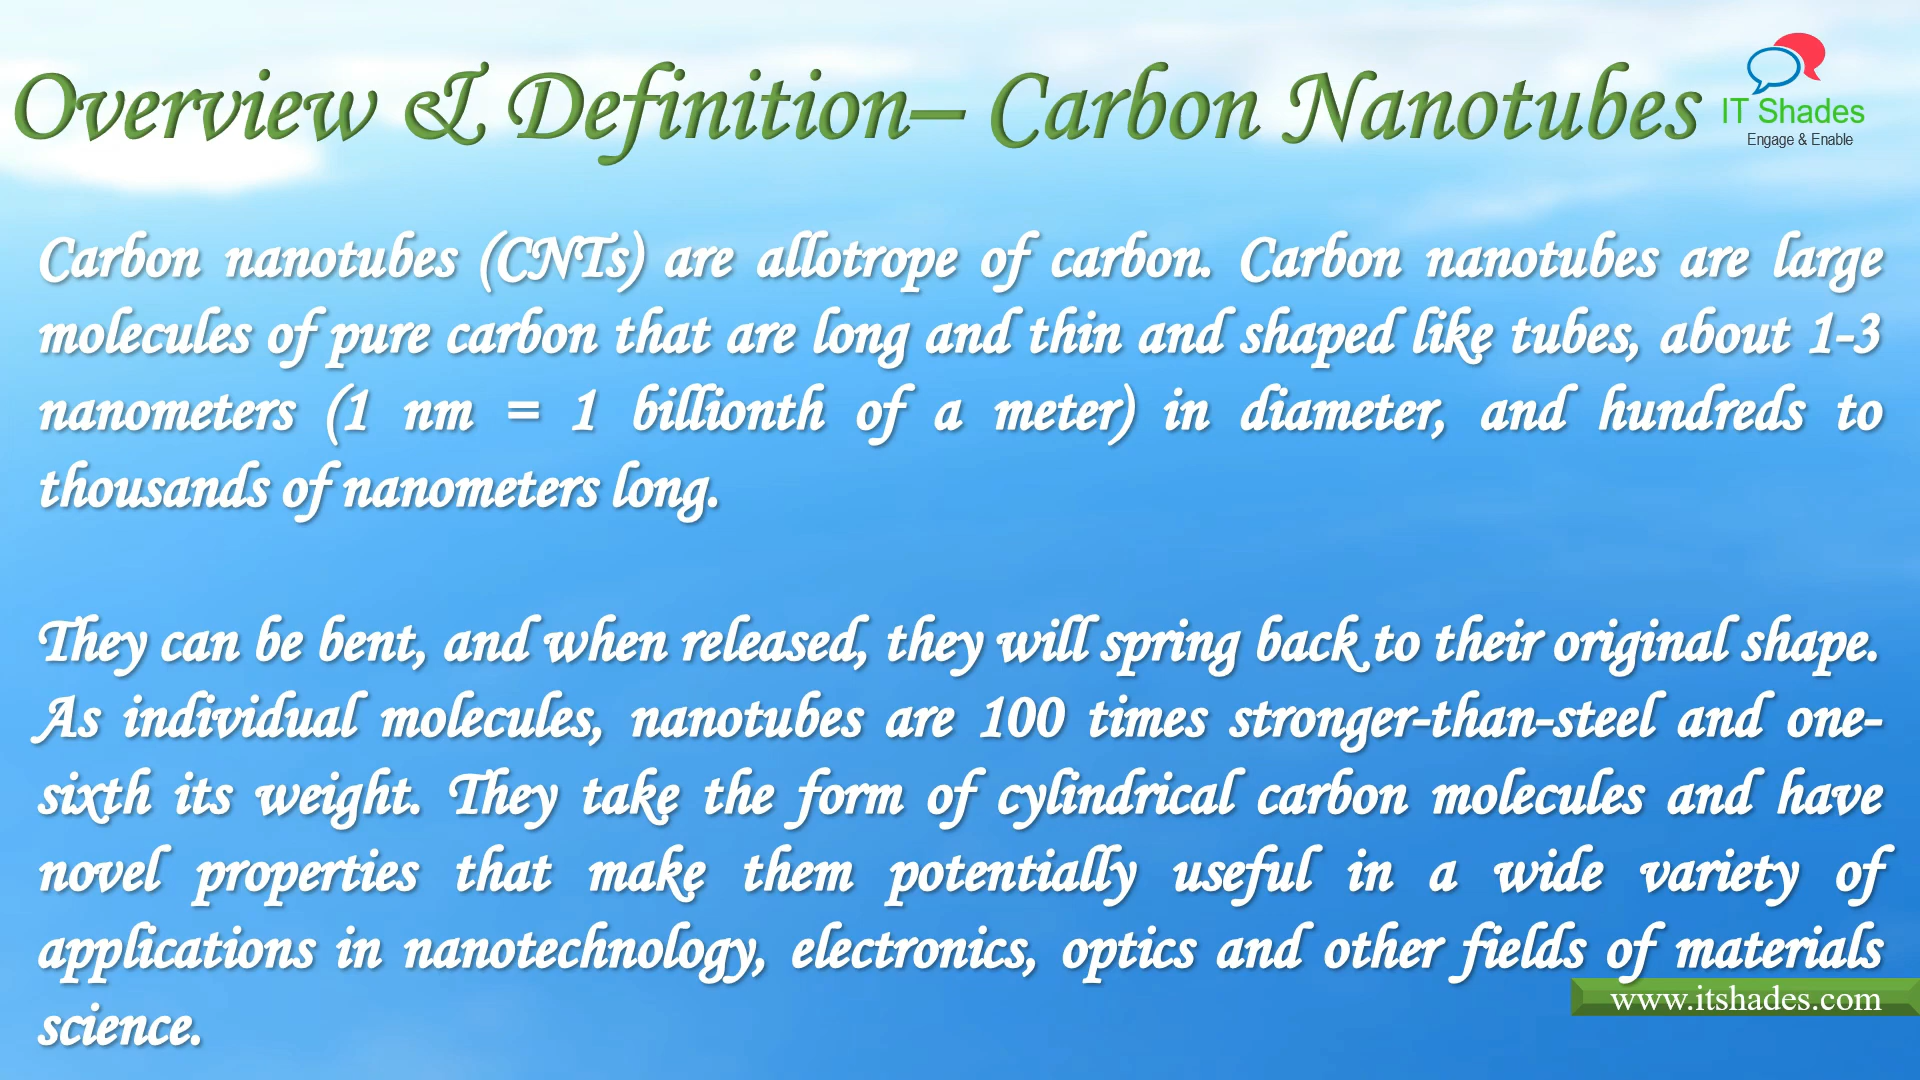 Overview & Definition– Carbon Nanotubes
IT Shades
Engage & Enable
Carbon nanotubes (CNTs) are allotrope of carbon. Carbon nanotubes are large
molecules of pure carbon that are long and thin and shaped like tubes, about 1-3
nanometers (1 nm = 1 billionth of a meter) in diameter, and hundreds to
thousands of nanometers long.
They can be bent, and when released, they will spring back to their original shape.
As individual molecules, nanotubes are 100 times stronger-than-steel and one-
sixth its weight. They take the form of cylindrical carbon molecules and have
novel properties that make them potentially useful in a wide variety of
applications in nanotechnology, electronics, optics and other fields of materials
science.
www.itshades.com